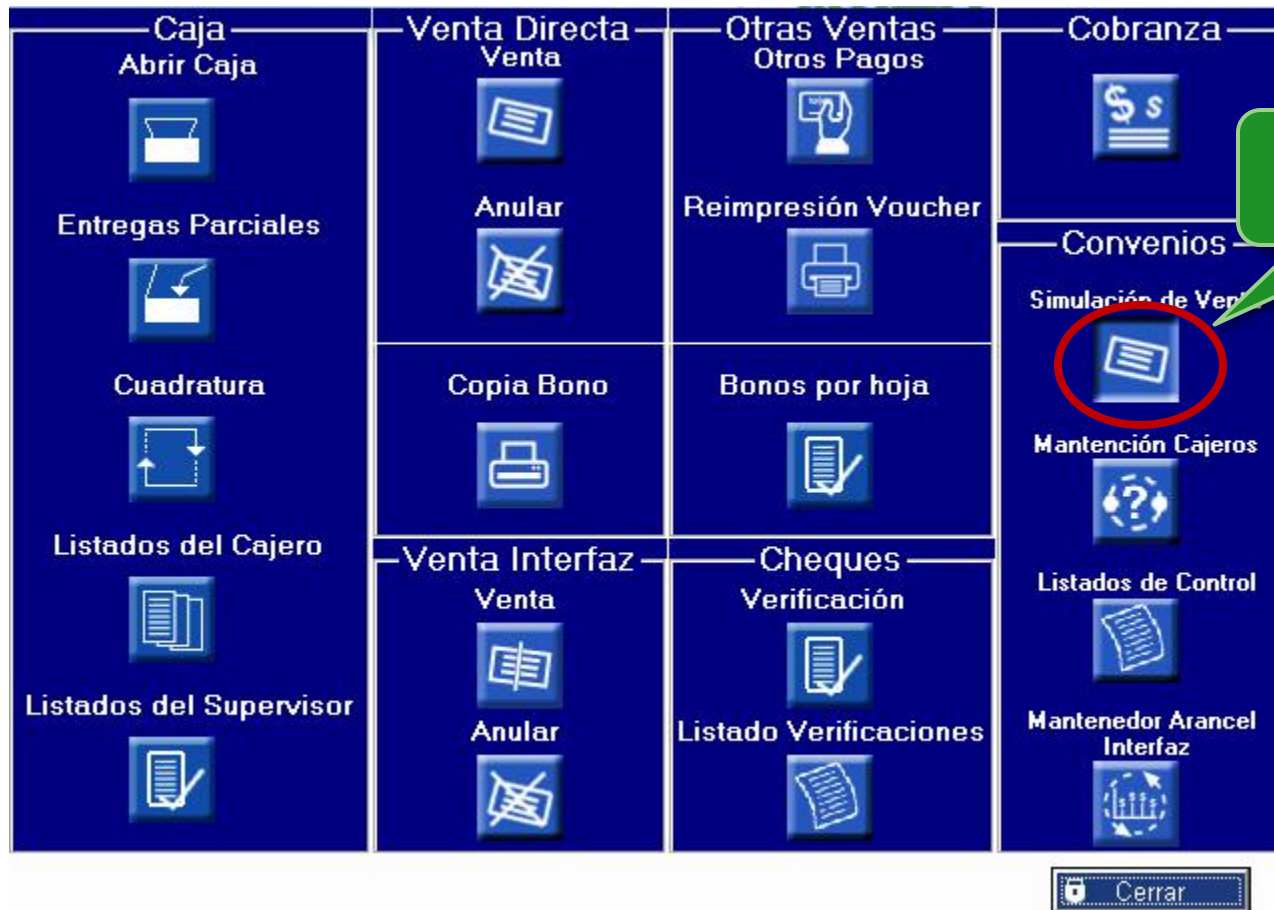 Caja
Abrir Caja
Entregas Parciales
Cuadratura
Listados del Cajero
Listados del Supervisor
Venta Directa
Venta
Anular
Copia Bono
Venta Interfaz
Venta
Anular
Otras Ventas
Otros Pagos
Reimpresión Voucher
Bonos por hoja
Cheques
Verificación
Listado Verificaciones
Cobranza
$ s
Convenios
Simulación de
Mantención Cajeros
?
Listados de Control
Mantenedor Arancel
Interfaz
Cerrar